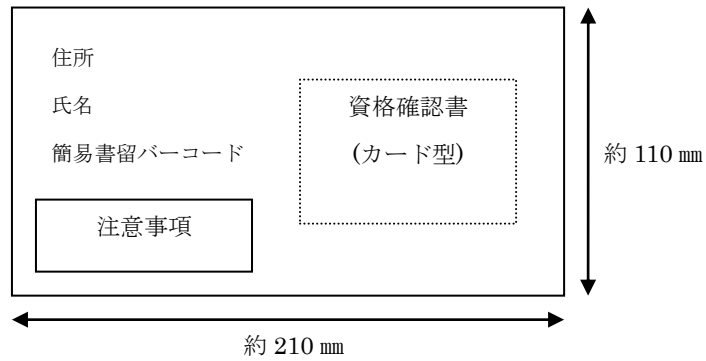 住所
氏名
簡易書留バーコード
注意事項
資格確認書
(カード型)
約 110 ㎜
約 210 ㎜